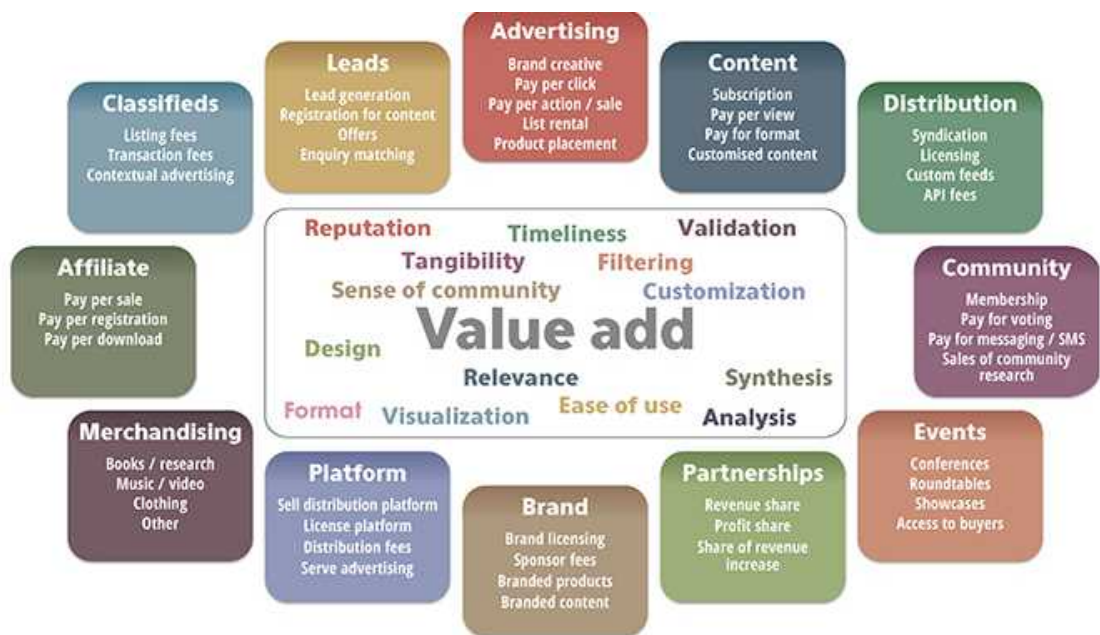 Advertising
Brand creative
Pay per click
Pay per action / sale
List rental
Product placement
Content
Subscription
Pay per view
Pay for format
Customised content
Distribution
Syndication
Licensing
Custom feeds
API fees
Community
Membership
Pay for voting
Pay for messaging / SMS
Sales of community
research
Events
Conferences
Roundtables
Showcases
Access to buyers
Partnerships
Revenue share
Profit share
Share of revenue
increase
Brand
Brand licensing
Sponsor fees
Branded products
Branded content
Platform
Sell distribution platform
License platform
Distribution fees
Serve advertising
Merchandising
Books / research
Music / video
Clothing
Other
Affiliate
Pay per sale
Pay per registration
Pay per download
Classifieds
Listing fees
Transaction fees
Contextual advertising
Leads
Lead generation
Registration for content
Offers
Enquiry matching
Reputation
Timeliness
Validation
Tangibility
Filtering
Sense of community
Customization
Value add
Design
Relevance
Synthesis
Format
Visualization
Ease of use
Analysis